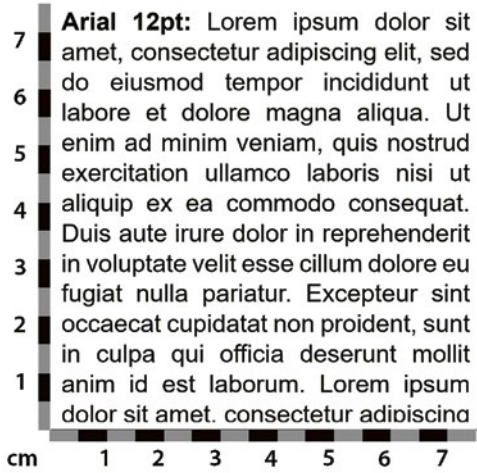 Arial 12pt: Lorem ipsum dolor sit
7
amet, consectetur adipiscing elit, sed
do eiusmod tempor incididunt ut
6
labore et dolore magna aliqua. Ut
enim ad minim veniam, quis nostrud
5
exercitation ullamco laboris nisi ut
aliquip ex ea commodo consequat.
4
Duis aute irure dolor in reprehenderit
3
in voluptate velit esse cillum dolore eu
fugiat nulla pariatur. Excepteur sint
2
occaecat cupidatat non proident, sunt
in culpa qui officia deserunt mollit
1
anim id est laborum. Lorem ipsum
dolor sit amet, consectetur adipiscing
cm 1 2 3 4 5 6 7